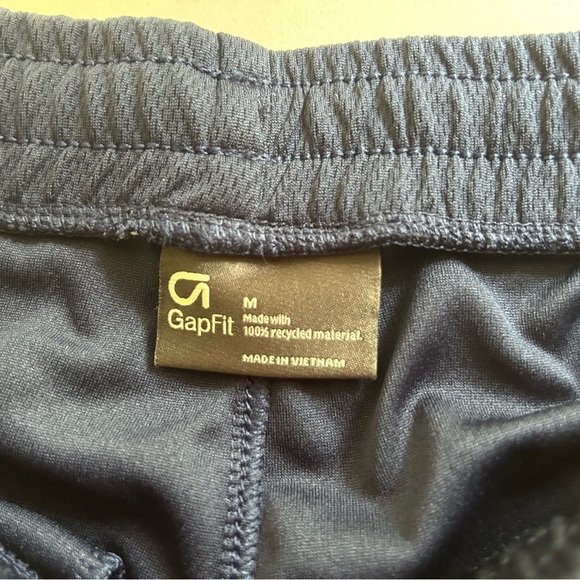 GapFit
M
Made with
100% recycled material.
MADE IN VIETNAM